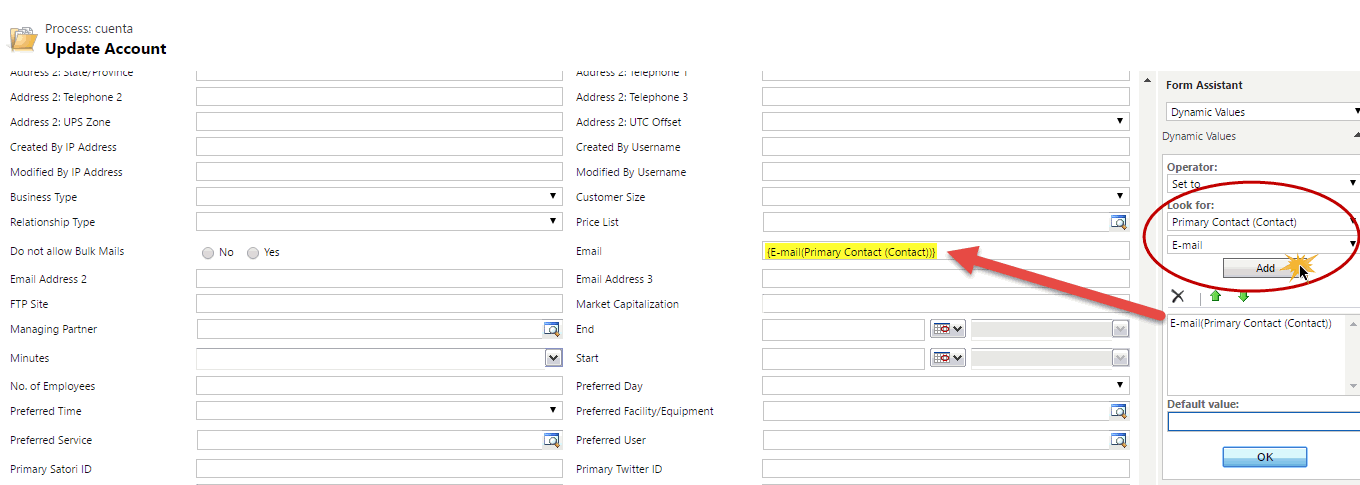 Process: cuenta
Update Account
Address 2: State/Province
Address 2: Telephone 1
Address 2: Telephone 2
Address 2: Telephone 3
Address 2: UPS Zone
Address 2: UTC Offset
Created By IP Address
Created By Username
Modified By IP Address
Modified By Username
Business Type
Customer Size
Relationship Type
Price List
Do not allow Bulk Mails
No
Yes
Email
{E-mail(Primary Contact (Contact))}
Email Address 2
Email Address 3
FTP Site
Market Capitalization
Managing Partner
End
Minutes
Start
No. of Employees
Preferred Day
Preferred Time
Preferred Facility/Equipment
Preferred Service
Preferred User
Primary Satori ID
Primary Twitter ID
Form Assistant
Dynamic Values
Dynamic Values
Operator:
Set to
Look for:
Primary Contact (Contact)
E-mail
Add
E-mail(Primary Contact (Contact))
Default value:
OK